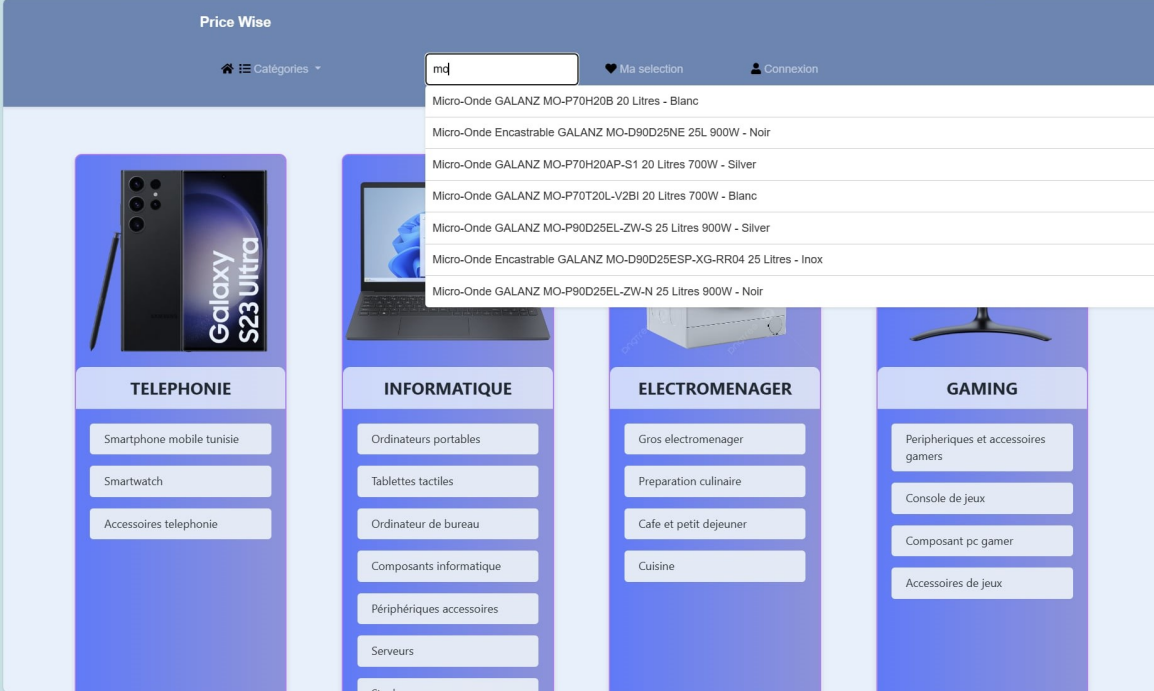 Price Wise
Catégories
mo
Ma selection
Connexion
Micro-Onde GALANZ MO-P70H20B 20 Litres - Blanc
Micro-Onde Encastrable GALANZ MO-D90D25NE 25L 900W - Noir
Micro-Onde GALANZ MO-P70H20AP-S1 20 Litres 700W - Silver
Micro-Onde GALANZ MO-P70T20L-V2BI 20 Litres 700W - Blanc
Micro-Onde GALANZ MO-P90D25EL-ZW-S 25 Litres 900W - Silver
Micro-Onde Encastrable GALANZ MO-D90D25ESP-XG-RR04 25 Litres - Inox
Micro-Onde GALANZ MO-P90D25EL-ZW-N 25 Litres 900W - Noir
Galaxy
S23 Ultra
TELEPHONIE
Smartphone mobile tunisie
Smartwatch
Accessoires telephonie
INFORMATIQUE
Ordinateurs portables
Tablettes tactiles
Ordinateur de bureau
Composants informatique
Périphériques accessoires
Serveurs
ELECTROMENAGER
Gros electromenager
Preparation culinaire
Cafe et petit dejeuner
Cuisine
GAMING
Peripheriques et accessoires
gamers
Console de jeux
Composant pc gamer
Accessoires de jeux